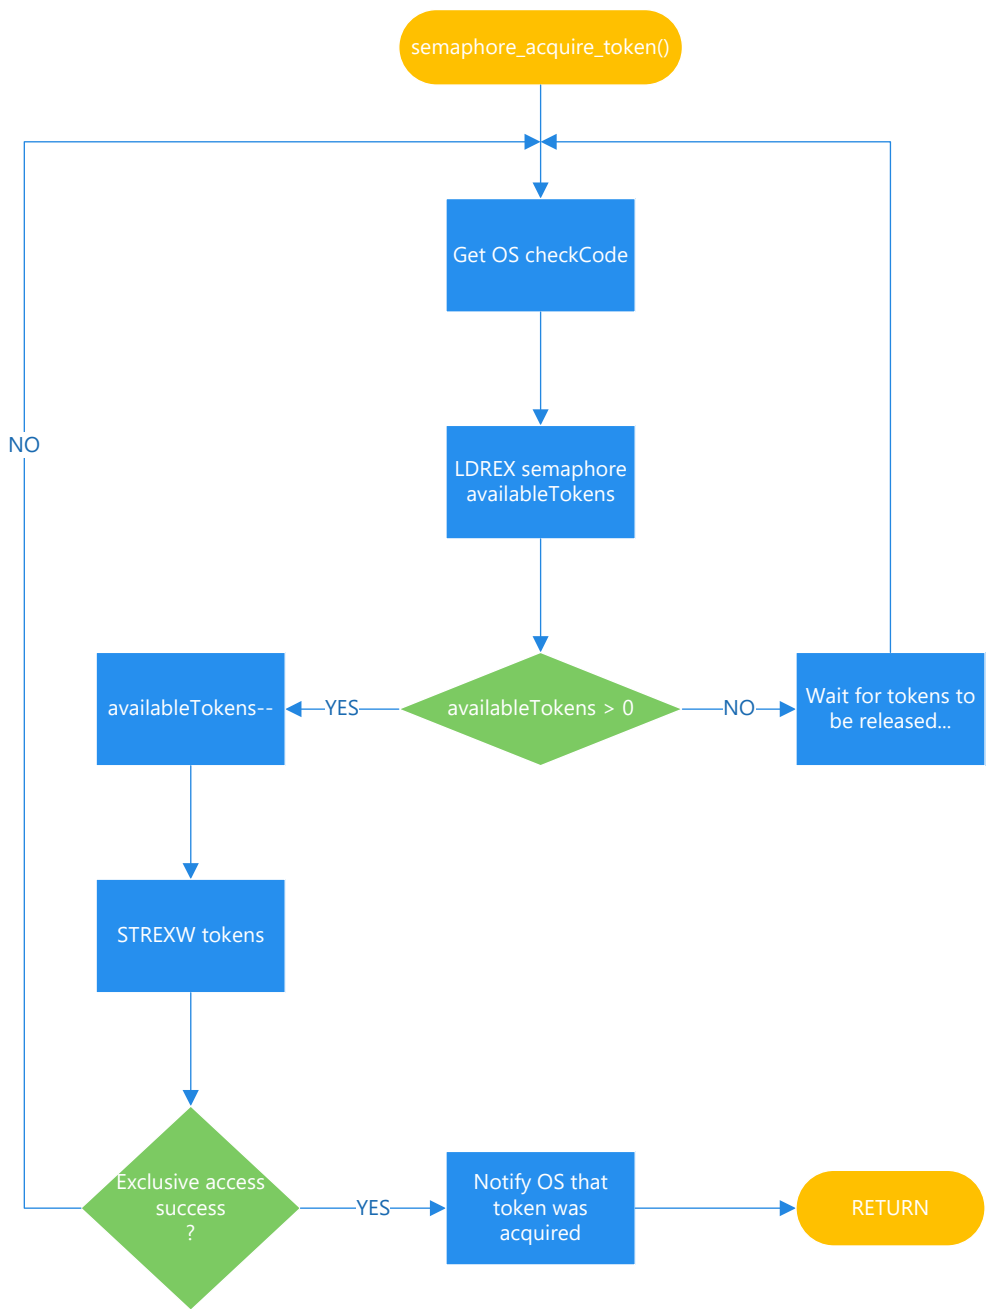 semaphore_acquire_token()
Get OS checkCode
NO
LDREX semaphore
availableTokens
availableTokens--
YES
availableTokens > 0
NO
Wait for tokens to
be released...
STREXW tokens
Exclusive access
success
?
YES
Notify OS that
token was
acquired
RETURN